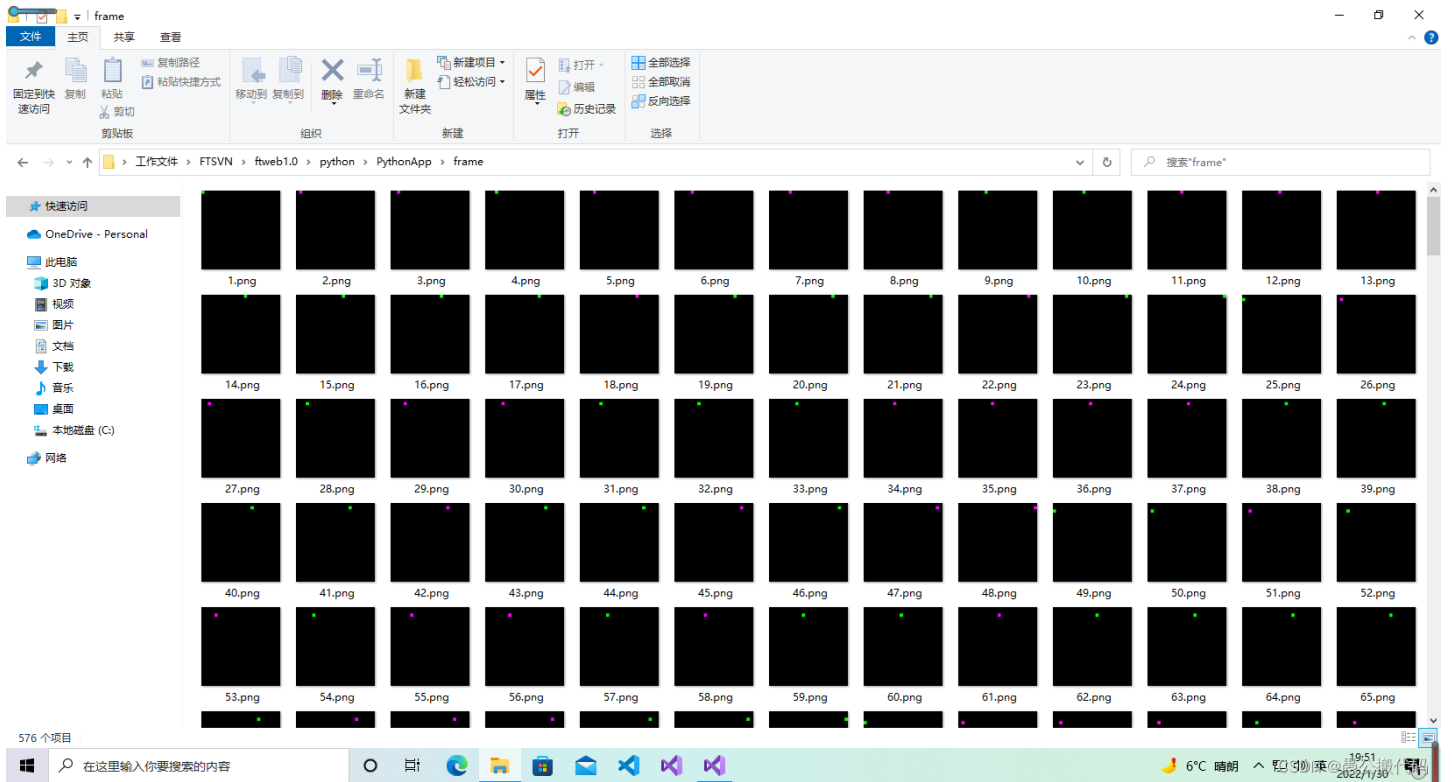 frame
文件 主页 共享 查看
固定到快速访问 复制 粘贴 复制路径 粘贴快捷方式 剪切 移动到 复制到 删除 重命名 新建文件夹 新建项目 轻松访问 属性 打开 编辑 历史记录 全部选择 全部取消 反向选择
剪贴板 组织 新建 打开 选择
工作文件 FTSVN ftweb1.0 python PythonApp frame 搜索"frame"
快速访问
OneDrive - Personal
此电脑
3D 对象
视频
图片
文档
下载
音乐
桌面
本地磁盘 (C:)
网络
1.png 2.png 3.png 4.png 5.png 6.png 7.png 8.png 9.png 10.png 11.png 12.png 13.png
14.png 15.png 16.png 17.png 18.png 19.png 20.png 21.png 22.png 23.png 24.png 25.png 26.png
27.png 28.png 29.png 30.png 31.png 32.png 33.png 34.png 35.png 36.png 37.png 38.png 39.png
40.png 41.png 42.png 43.png 44.png 45.png 46.png 47.png 48.png 49.png 50.png 51.png 52.png
53.png 54.png 55.png 56.png 57.png 58.png 59.png 60.png 61.png 62.png 63.png 64.png 65.png
576 个项目
在这里输入你要搜索的内容
6°C 晴朗 英 19:51
2022/1/30
CSDN @愚公搬代码